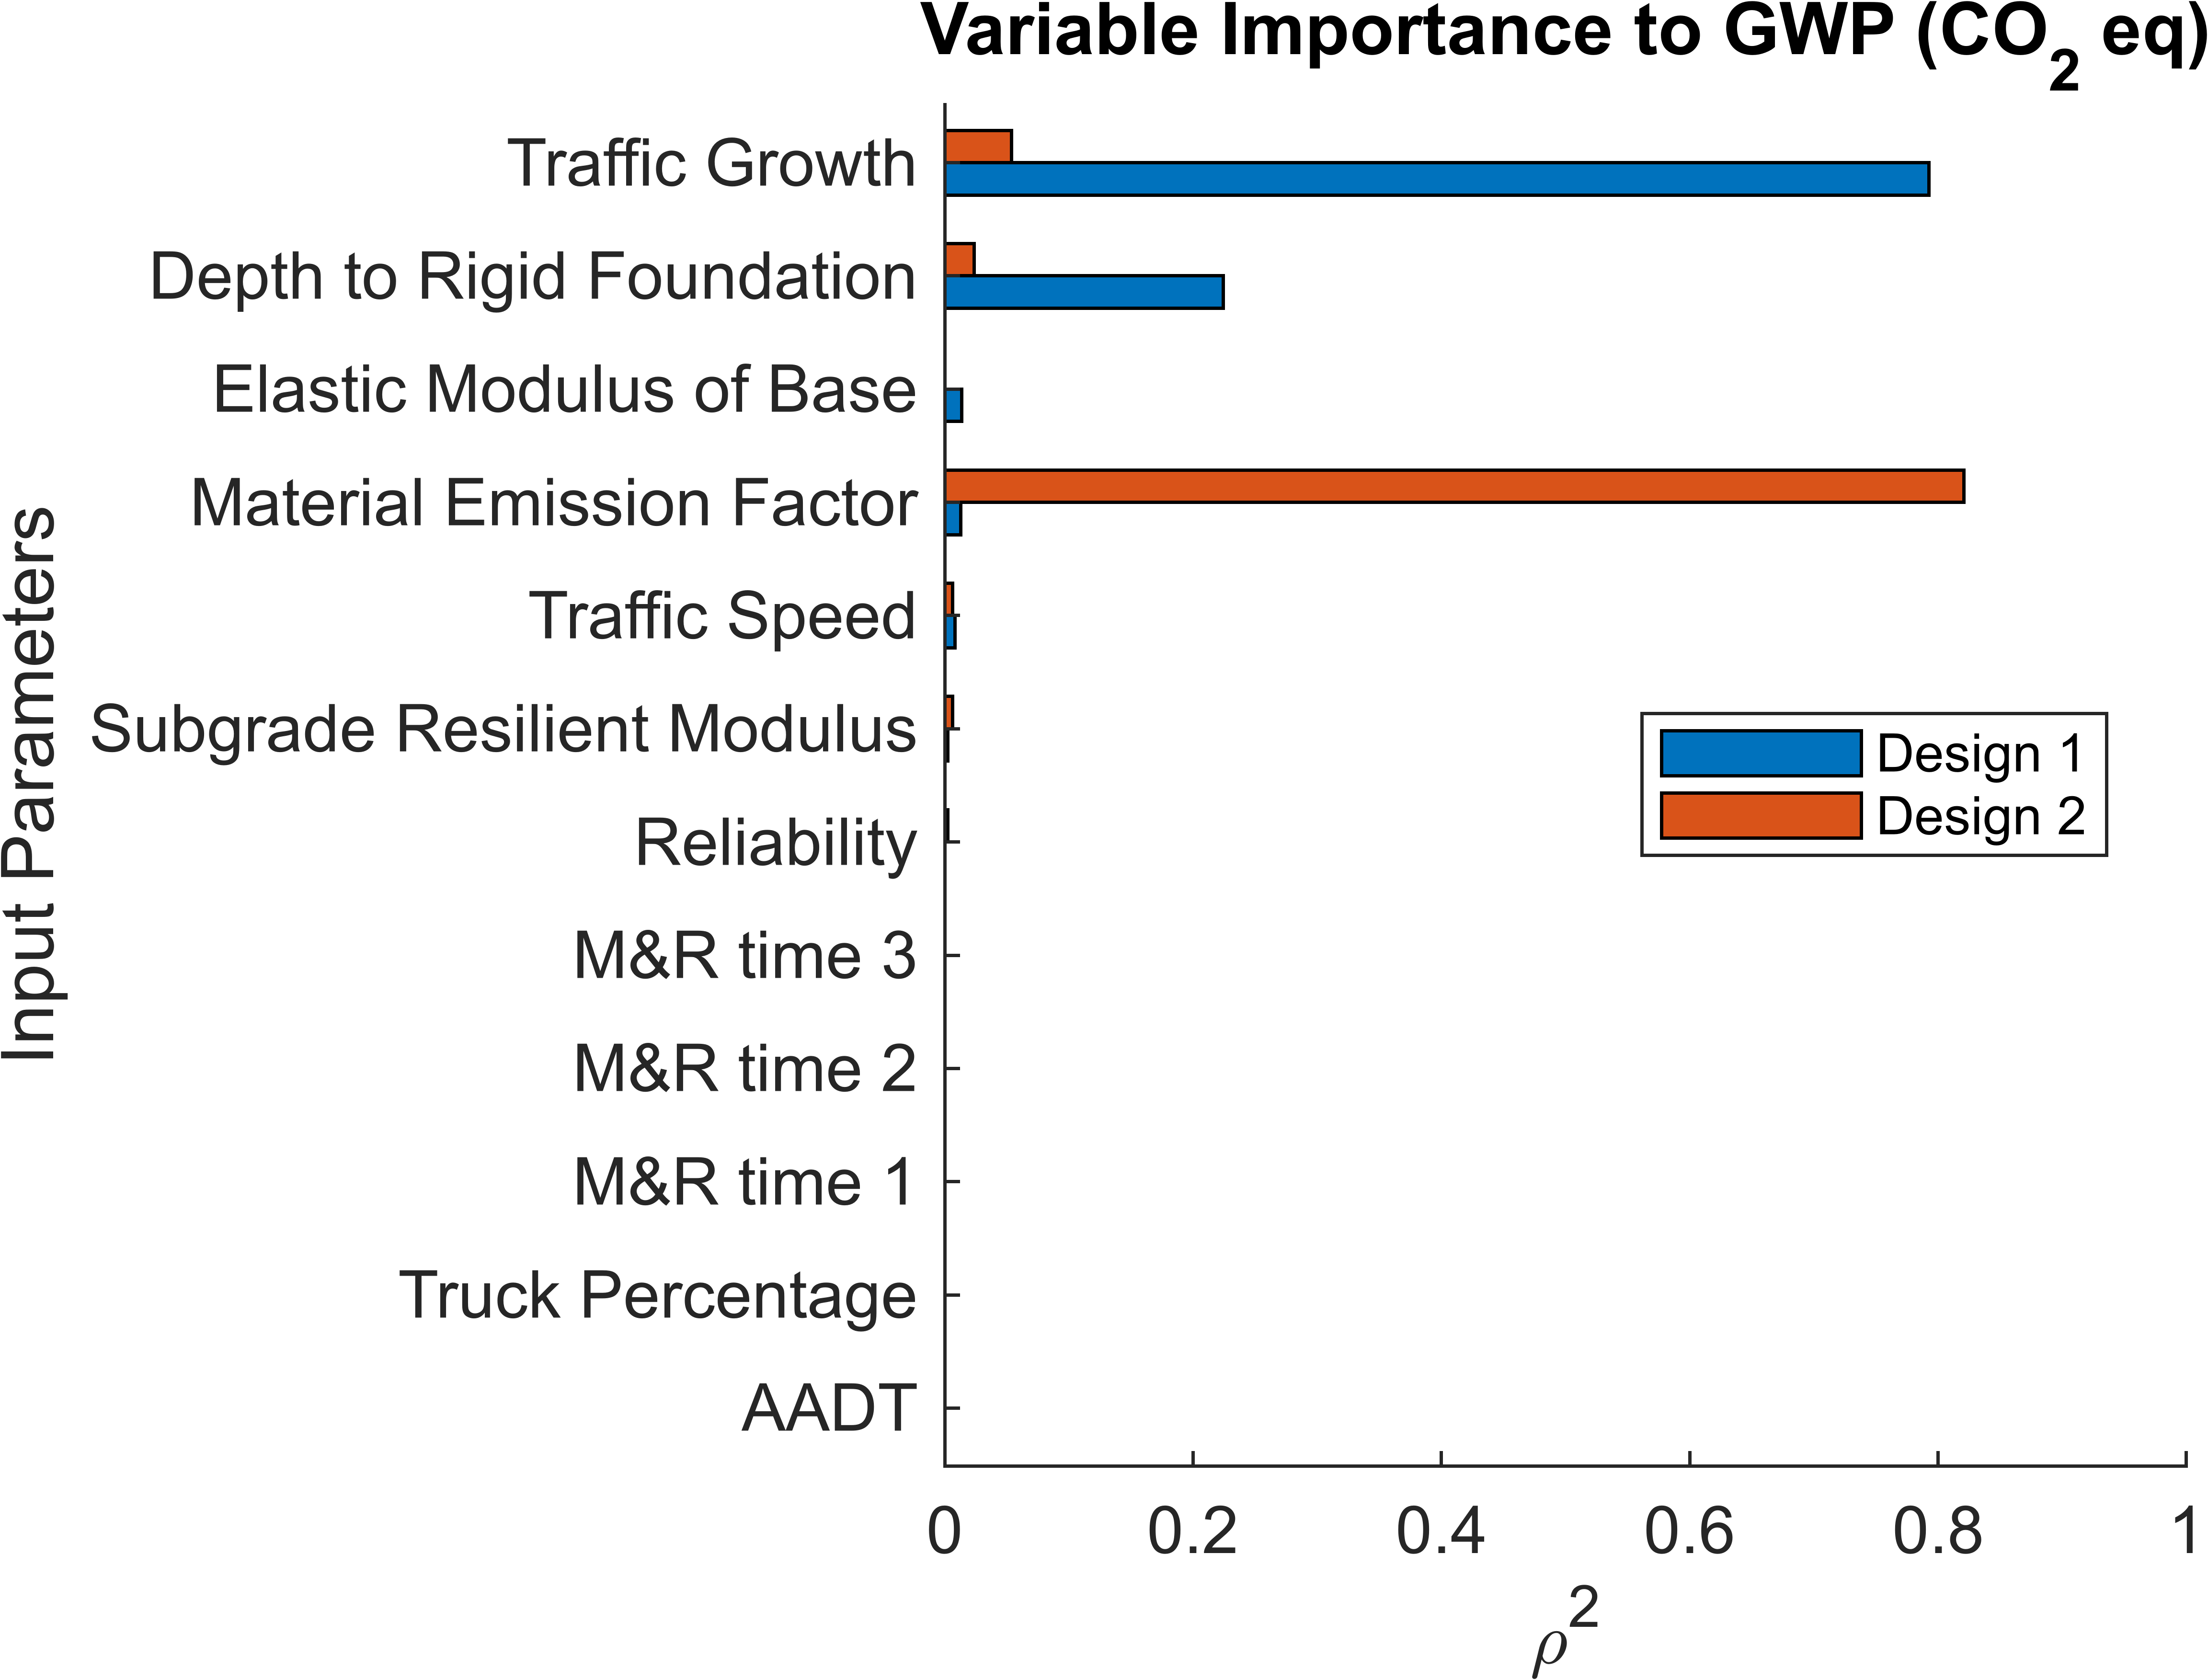 Variable Importance to GWP (CO₂ eq)
Input Parameters
Traffic Growth
Depth to Rigid Foundation
Elastic Modulus of Base
Material Emission Factor
Traffic Speed
Subgrade Resilient Modulus
Reliability
M&R time 3
M&R time 2
M&R time 1
Truck Percentage
AADT
Design 1
Design 2
0 0.2 0.4 0.6 0.8 1
ρ²